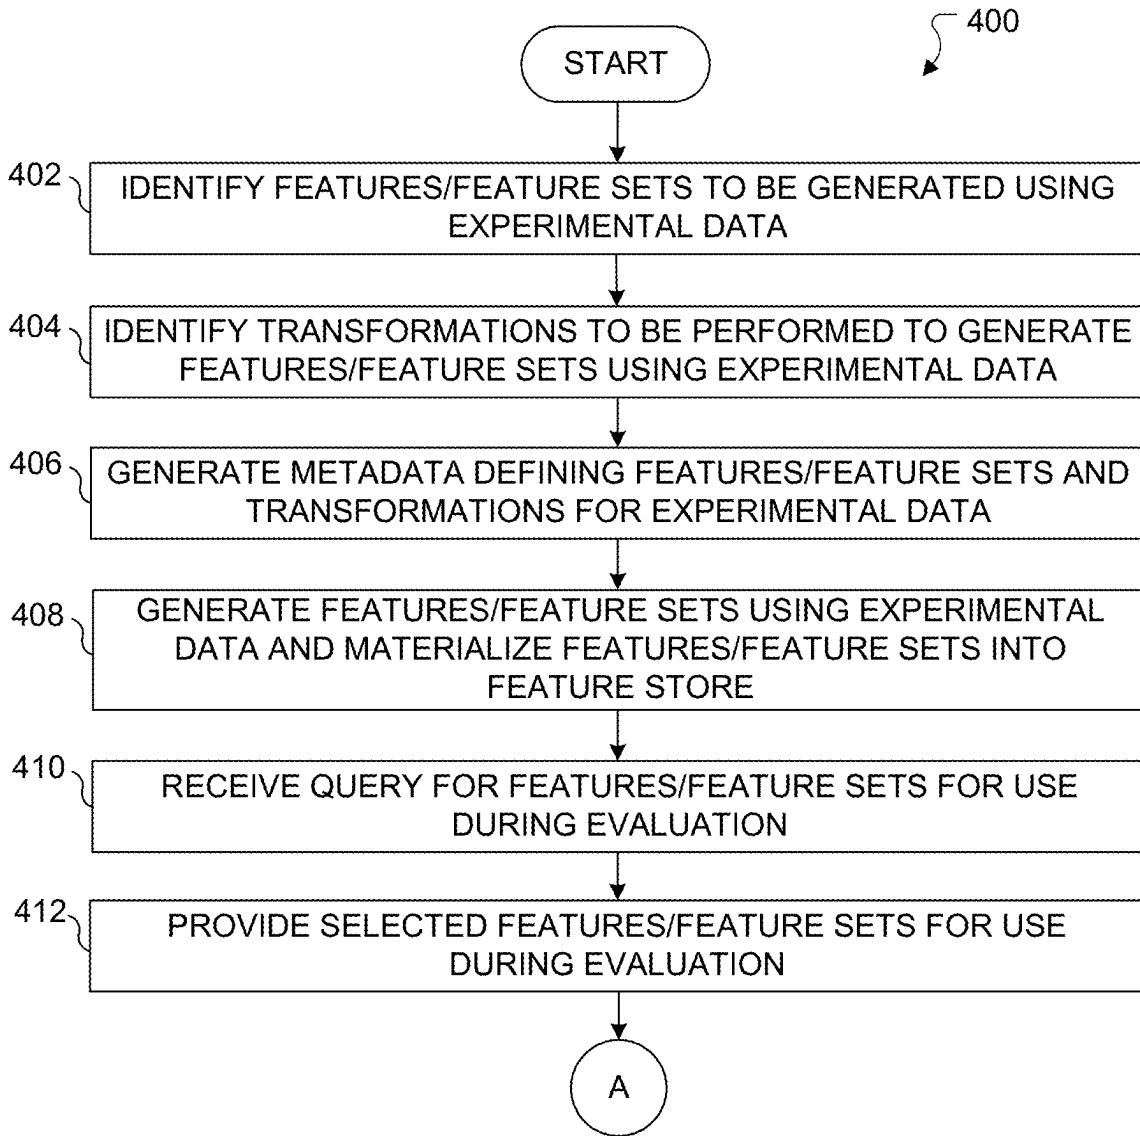 400
START
402
IDENTIFY FEATURES/FEATURE SETS TO BE GENERATED USING
EXPERIMENTAL DATA
404
IDENTIFY TRANSFORMATIONS TO BE PERFORMED TO GENERATE
FEATURES/FEATURE SETS USING EXPERIMENTAL DATA
406
GENERATE METADATA DEFINING FEATURES/FEATURE SETS AND
TRANSFORMATIONS FOR EXPERIMENTAL DATA
408
GENERATE FEATURES/FEATURE SETS USING EXPERIMENTAL
DATA AND MATERIALIZE FEATURES/FEATURE SETS INTO
FEATURE STORE
410
RECEIVE QUERY FOR FEATURES/FEATURE SETS FOR USE
DURING EVALUATION
412
PROVIDE SELECTED FEATURES/FEATURE SETS FOR USE
DURING EVALUATION
A